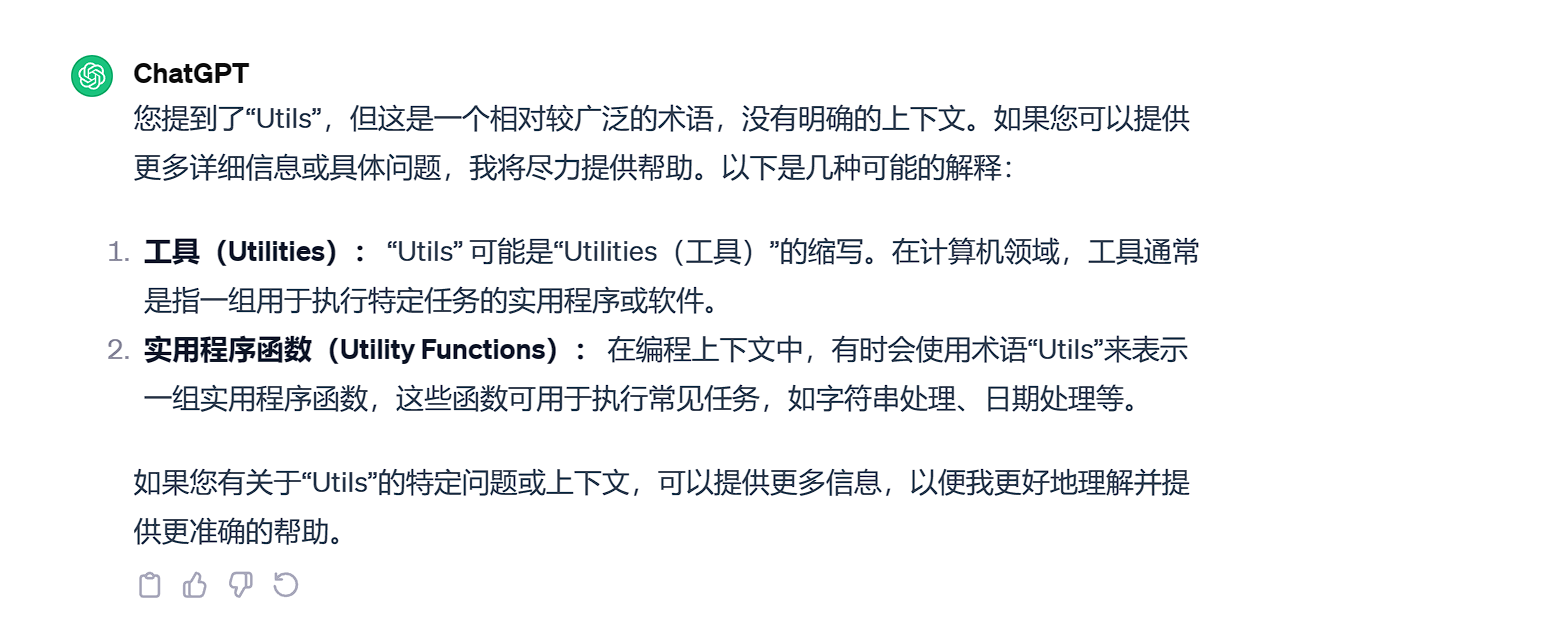 ChatGPT
您提到了“Utils”，但这是一个相对较广泛的术语，没有明确的上下文。如果您可以提供
更多详细信息或具体问题，我将尽力提供帮助。以下是几种可能的解释：
1. 工具（Utilities）： “Utils” 可能是“Utilities（工具）”的缩写。在计算机领域，工具通常
是指一组用于执行特定任务的实用程序或软件。
2. 实用程序函数（Utility Functions）： 在编程上下文中，有时会使用术语“Utils”来表示
一组实用程序函数，这些函数可用于执行常见任务，如字符串处理、日期处理等。
如果您有关于“Utils”的特定问题或上下文，可以提供更多信息，以便我更好地理解并提
供更准确的帮助。